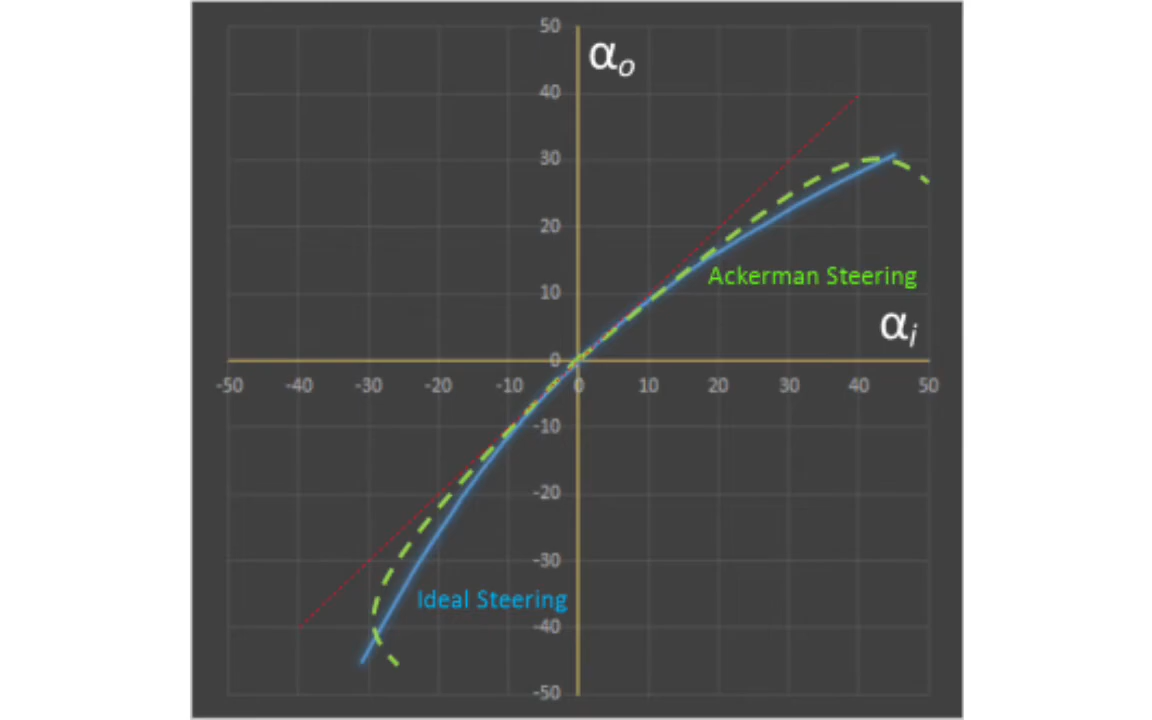 50
αo
40
30
20
Ackerman Steering
10
αi
0
-50 -40 -30 -20 -10 0 10 20 30 40 50
-10
-20
-30
Ideal Steering
-40
-50